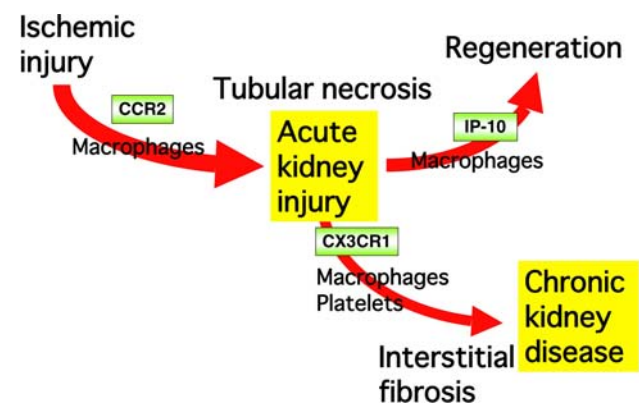 Ischemic
injury
CCR2
Macrophages
Tubular necrosis
Acute
kidney
injury
Regeneration
IP-10
Macrophages
CX3CR1
Macrophages
Platelets
Interstitial
fibrosis
Chronic
kidney
disease